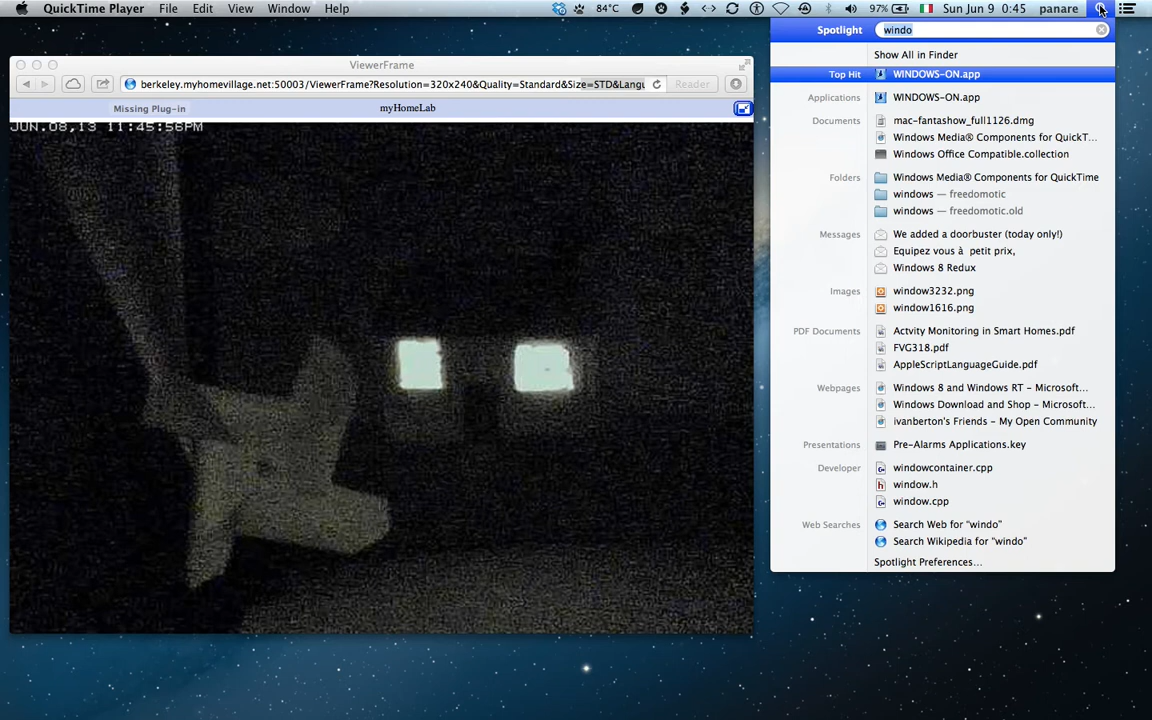 QuickTime Player File Edit View Window Help 84°C 97% Sun Jun 9 0:45 panare
Spotlight windo
ViewerFrame
berkeley.myhomevillage.net:50003/ViewerFrame?Resolution=320x240&Quality=Standard&Size=STD&Langu Reader
Missing Plug-in myHomeLab
JUN.08,13 11:45:56PM
Show All in Finder
Top Hit WINDOWS-ON.app
Applications WINDOWS-ON.app
Documents mac-fantashow_full1126.dmg
Windows Media® Components for QuickT...
Windows Office Compatible.collection
Folders Windows Media® Components for QuickTime
windows — freedomotic
windows — freedomotic.old
Messages We added a doorbuster (today only!)
Equipez vous à petit prix,
Windows 8 Redux
Images window3232.png
window1616.png
PDF Documents Actvity Monitoring in Smart Homes.pdf
FVG318.pdf
AppleScriptLanguageGuide.pdf
Webpages Windows 8 and Windows RT - Microsoft...
Windows Download and Shop - Microsoft...
ivanberton's Friends - My Open Community
Presentations Pre-Alarms Applications.key
Developer windowcontainer.cpp
window.h
window.cpp
Web Searches Search Web for "windo"
Search Wikipedia for "windo"
Spotlight Preferences...